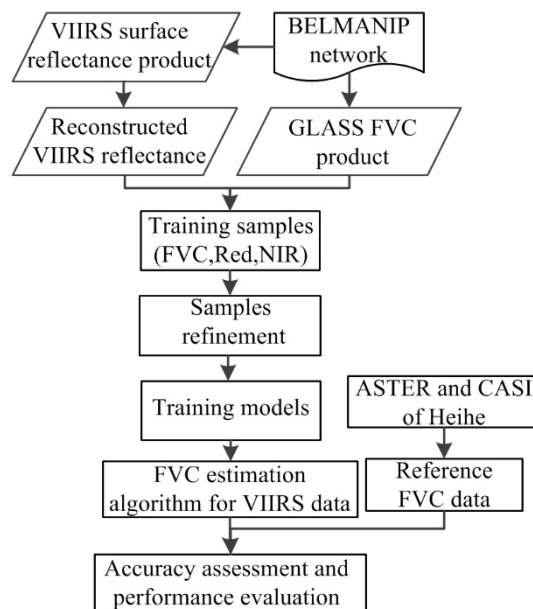 VIIRS surface
reflectance product
BELMANIP
network
Reconstructed
VIIRS reflectance
GLASS FVC
product
Training samples
(FVC,Red,NIR)
Samples
refinement
Training models
ASTER and CASI
of Heihe
FVC estimation
algorithm for VIIRS data
Reference
FVC data
Accuracy assessment and
performance evaluation